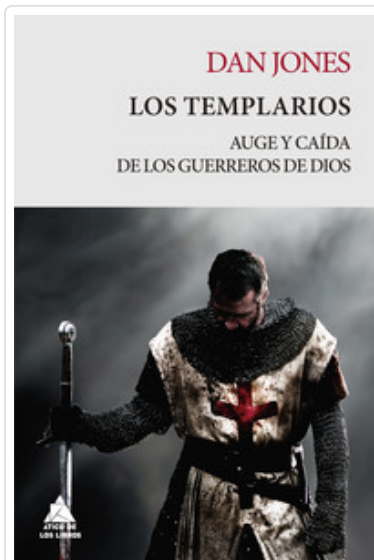 DAN JONES
LOS TEMPLARIOS
AUGE Y CAÍDA
DE LOS GUERREROS DE DIOS
ÁTICO DE
LOS LIBROS